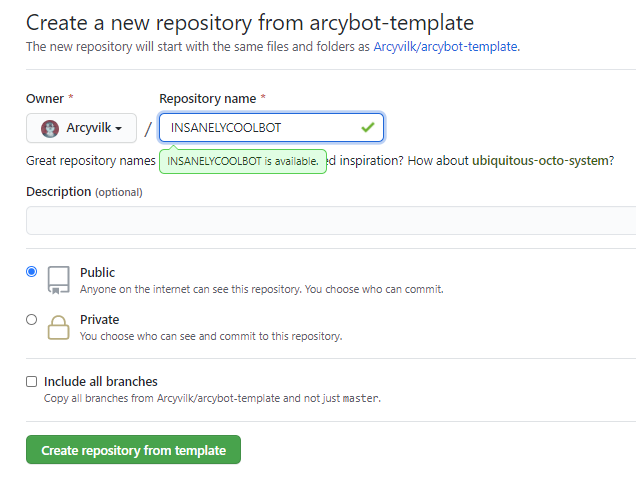 Create a new repository from arcybot-template
The new repository will start with the same files and folders as Arcyvilk/arcybot-template.
Owner * Repository name *
Arcyvilk / INSANELYCOOLBOT
Great repository names inspiration? How about ubiquitous-octo-system?
INSANELYCOOLBOT is available.
Description (optional)
Public
Anyone on the internet can see this repository. You choose who can commit.
Private
You choose who can see and commit to this repository.
Include all branches
Copy all branches from Arcyvilk/arcybot-template and not just master.
Create repository from template